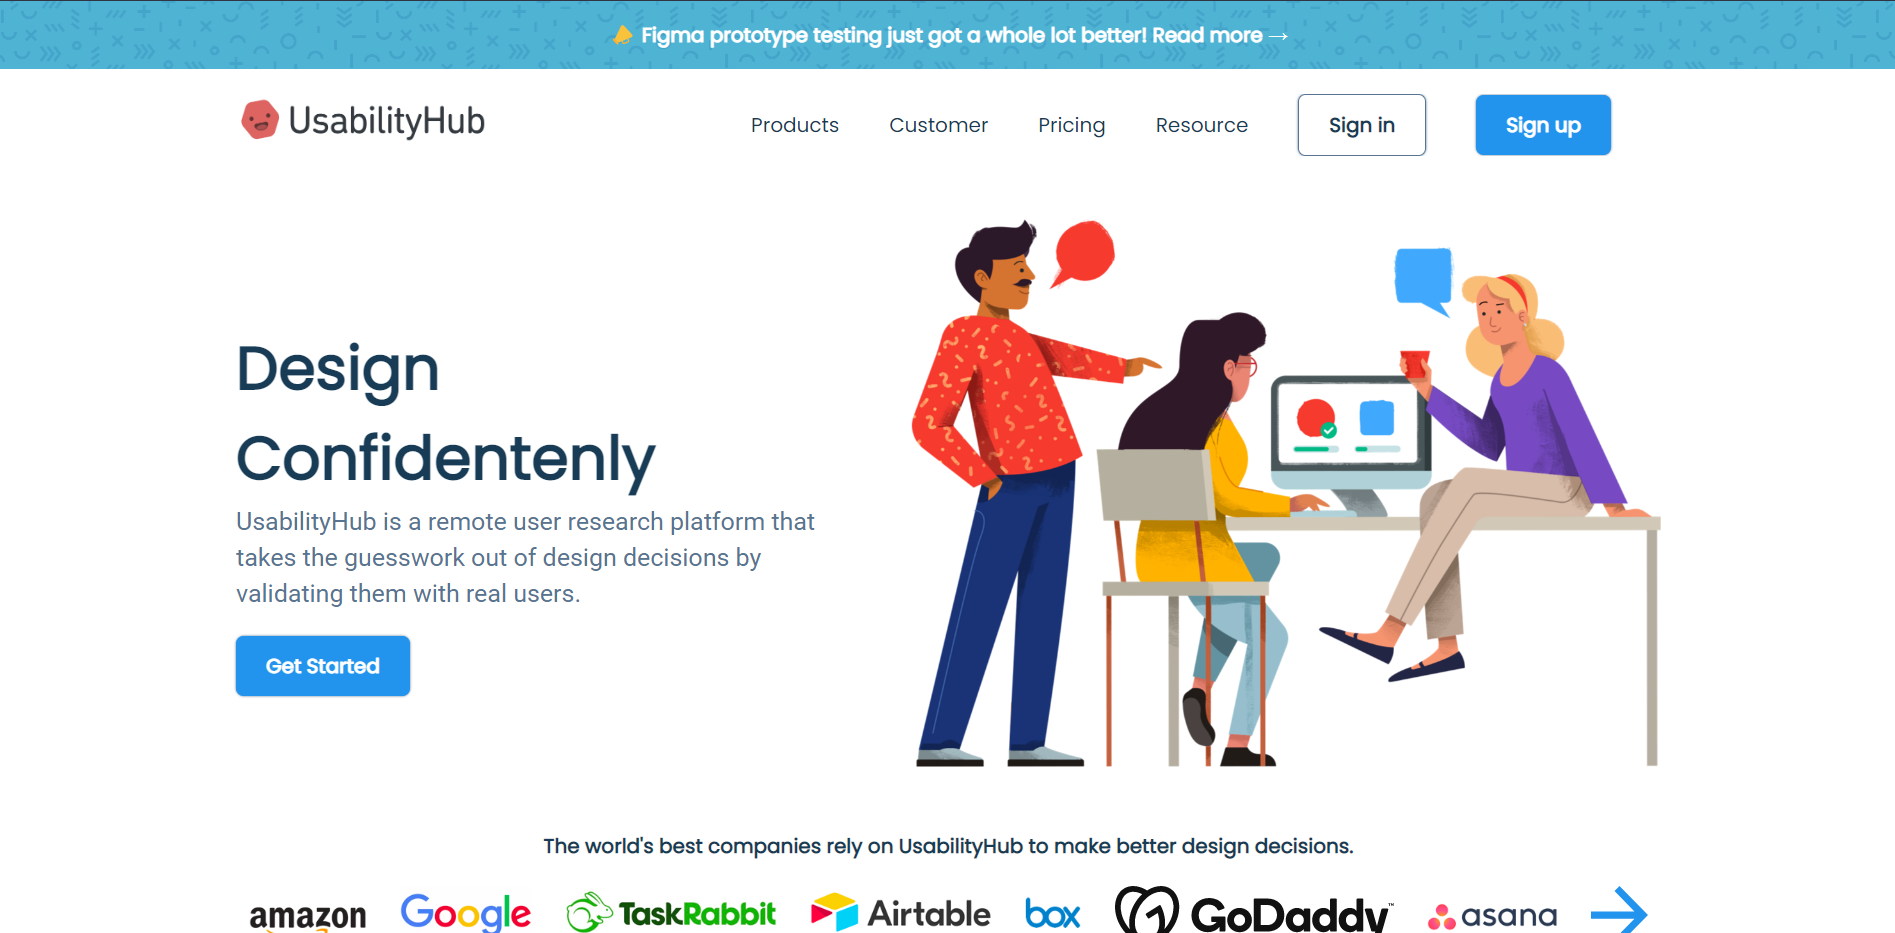 Figma prototype testing just got a whole lot better! Read more →
UsabilityHub
Products
Customer
Pricing
Resource
Sign in
Sign up
Design
Confidentenly
UsabilityHub is a remote user research platform that
takes the guesswork out of design decisions by
validating them with real users.
Get Started
The world's best companies rely on UsabilityHub to make better design decisions.
amazon
Google
TaskRabbit
Airtable
box
GoDaddy™
asana